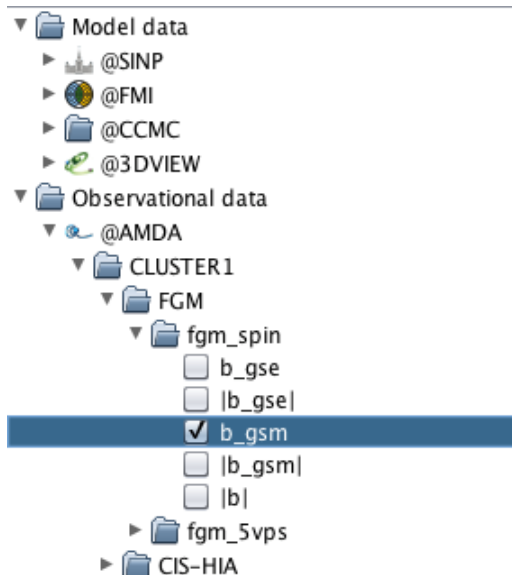 Model data
@SINP
@FMI
@CCMC
@3DVIEW
Observational data
@AMDA
CLUSTER1
FGM
fgm_spin
b_gse
|b_gse|
b_gsm
|b_gsm|
|b|
fgm_5vps
CIS-HIA